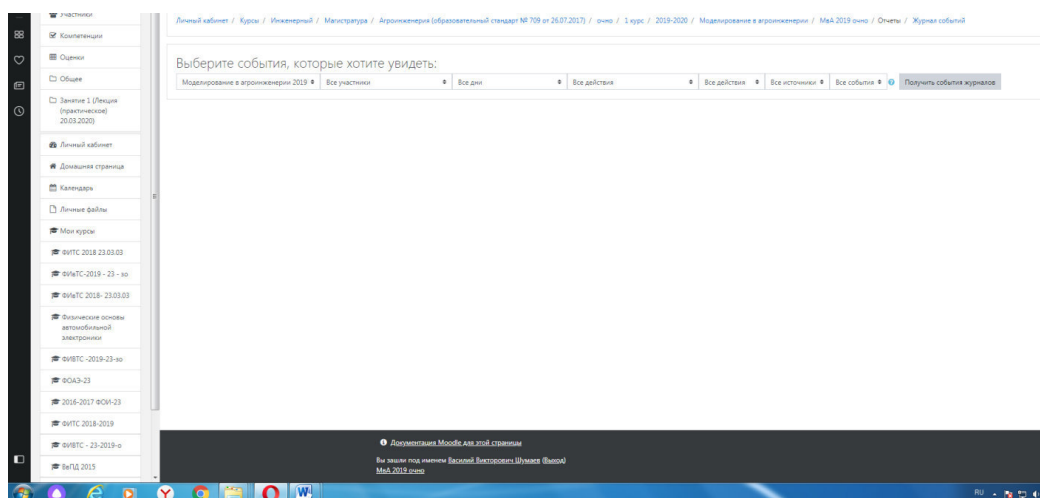 Участники
Компетенции
Оценки
Общее
Занятие 1 (Лекция
(практическое)
20.03.2020)
Личный кабинет
Домашняя страница
Календарь
Личные файлы
Мои курсы
ФИТС 2018 23.03.03
ФИвТС-2019 - 23 - зо
ФИвТС 2018- 23.03.03
Физические основы
автомобильной
электроники
ФИВТС -2019-23-зо
ФОАЭ-23
2016-2017 ФОИ-23
ФИТС 2018-2019
ФИВТС - 23-2019-о
ВеПД 2015
Личный кабинет / Курсы / Инженерный / Магистратура / Агроинженерия (образовательный стандарт № 709 от 26.07.2017) / очно / 1 курс / 2019-2020 / Моделирование в агроинженерии / МвА 2019 очно / Отчеты / Журнал событий
Выберите события, которые хотите увидеть:
Моделирование в агроинженерии 2019 Все участники Все дни Все действия Все действия Все источники Все события Получить события журналов
Документация Moodle для этой страницы
Вы зашли под именем Василий Викторович Шумаев (Выход)
МвА 2019 очно
RU